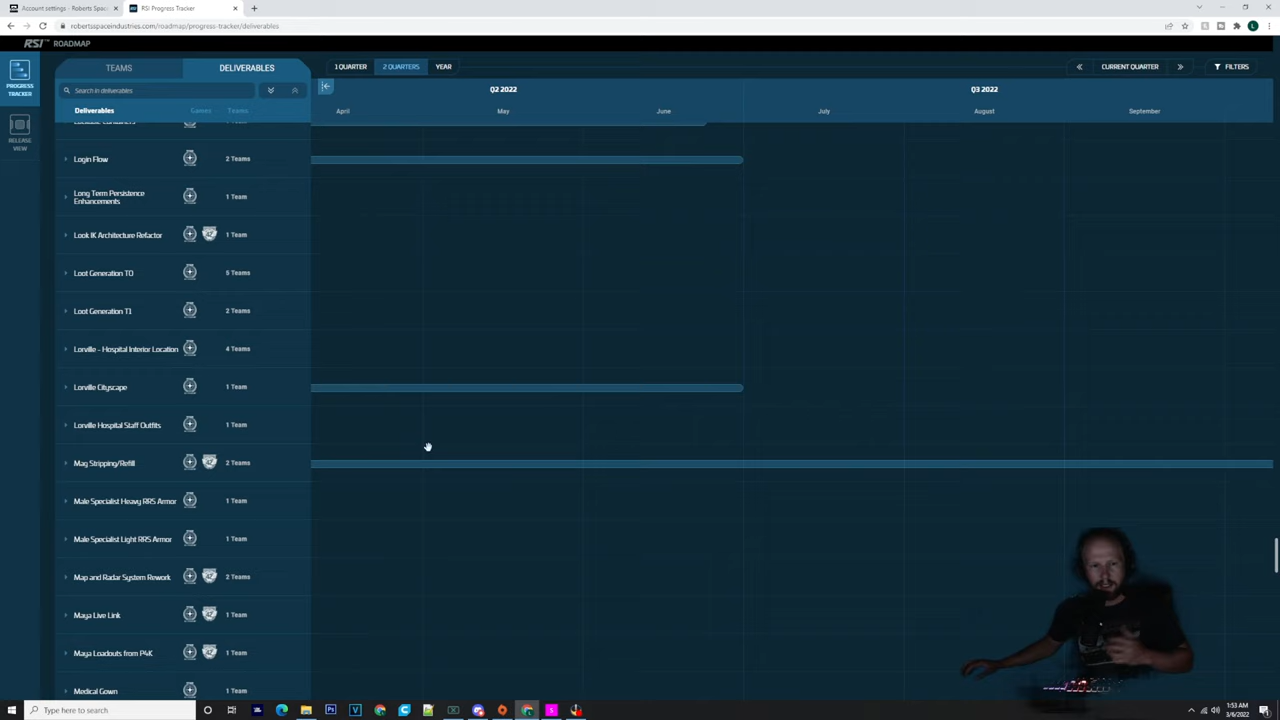 Account settings - Roberts Spac
RSI Progress Tracker
robertsspaceindustries.com/roadmap/progress-tracker/deliverables
RSI ROADMAP
PROGRESS TRACKER
RELEASE VIEW
TEAMS
DELIVERABLES
1 QUARTER
2 QUARTERS
YEAR
CURRENT QUARTER
FILTERS
Search in deliverables
Q2 2022
Q3 2022
Deliverables
Games
Teams
April
May
June
July
August
September
Login Flow
2 Teams
Long Term Persistence
Enhancements
1 Team
Look IK Architecture Refactor
1 Team
Loot Generation T0
5 Teams
Loot Generation T1
2 Teams
Lorville - Hospital Interior Location
4 Teams
Lorville Cityscape
1 Team
Lorville Hospital Staff Outfits
1 Team
Mag Stripping/Refill
2 Teams
Male Specialist Heavy RRS Armor
1 Team
Male Specialist Light RRS Armor
1 Team
Map and Radar System Rework
2 Teams
Maya Live Link
1 Team
Maya Loadouts from P4K
1 Team
Medical Gown
1 Team
Type here to search
1:53 AM
3/6/2022